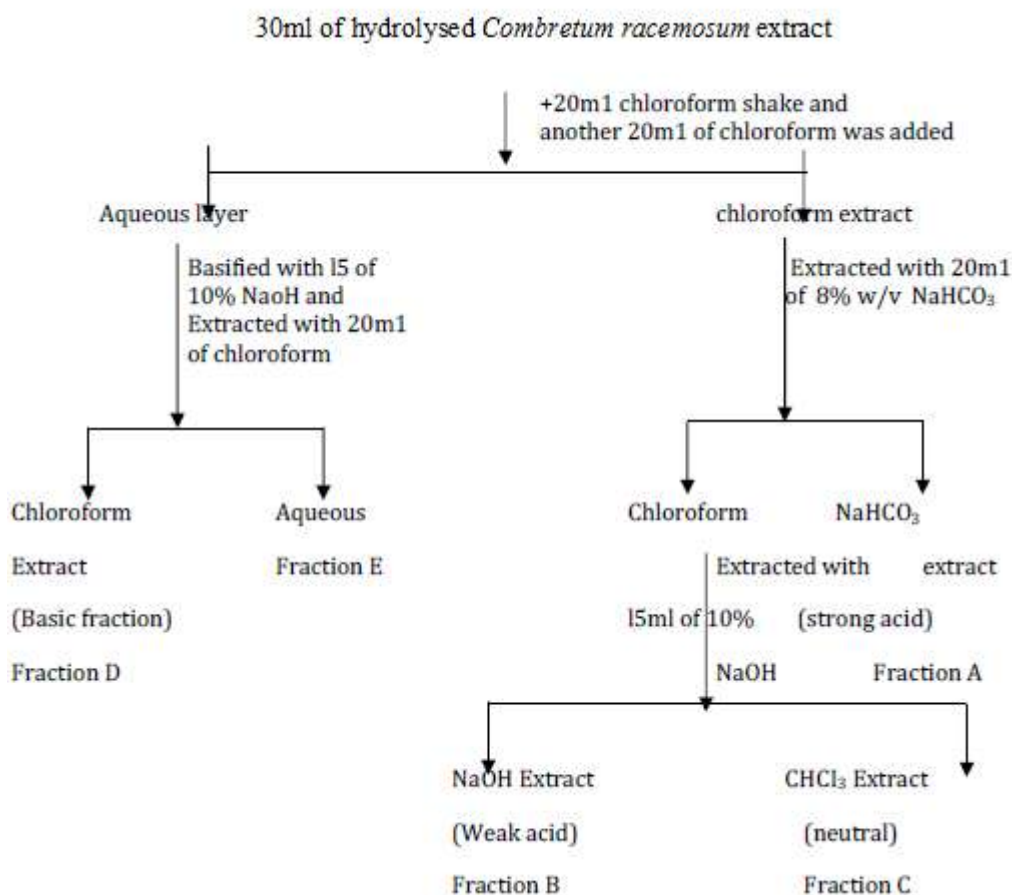 30ml of hydrolysed Combretum racemosum extract
+20m1 chloroform shake and
another 20m1 of chloroform was added
Aqueous layer
chloroform extract
Basified with l5 of
10% NaoH and
Extracted with 20m1
of chloroform
Extracted with 20m1
of 8% w/v NaHCO₃
Chloroform
Extract
(Basic fraction)
Fraction D
Aqueous
Fraction E
Chloroform
NaHCO₃
Extracted with
extract
l5ml of 10%
(strong acid)
NaOH
Fraction A
NaOH Extract
(Weak acid)
Fraction B
CHCl₃ Extract
(neutral)
Fraction C